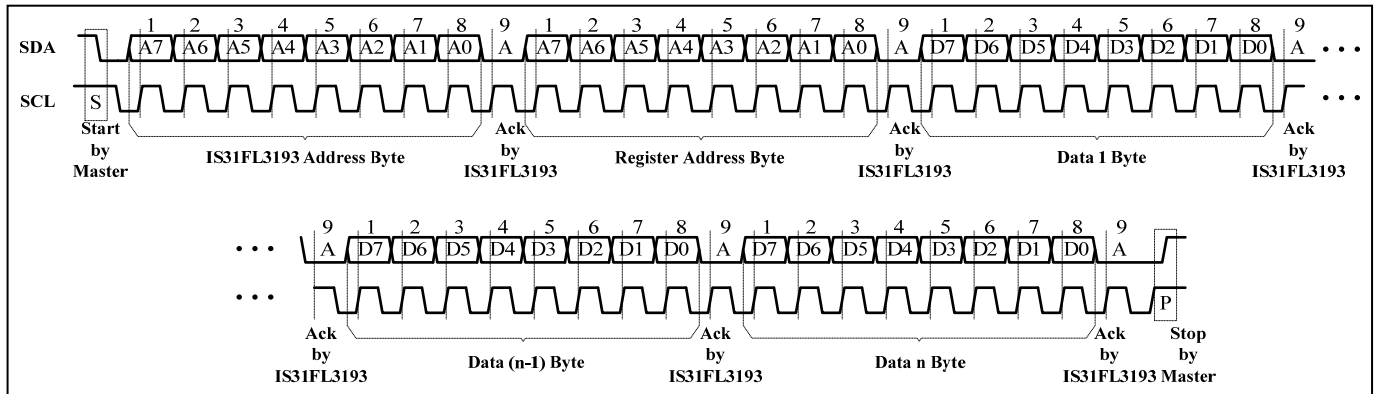 1 2 3 4 5 6 7 8 9 1 2 3 4 5 6 7 8 9 1 2 3 4 5 6 7 8 9
SDA A7 A6 A5 A4 A3 A2 A1 A0 A A7 A6 A5 A4 A3 A2 A1 A0 A D7 D6 D5 D4 D3 D2 D1 D0 A • • •
SCL S • • •
Start by Master
IS31FL3193 Address Byte
Ack by IS31FL3193
Register Address Byte
Ack by IS31FL3193
Data 1 Byte
Ack by IS31FL3193
9 1 2 3 4 5 6 7 8 9 1 2 3 4 5 6 7 8 9
• • • A D7 D6 D5 D4 D3 D2 D1 D0 A D7 D6 D5 D4 D3 D2 D1 D0 A
• • • P
Ack by IS31FL3193
Data (n-1) Byte
Ack by IS31FL3193
Data n Byte
Ack by IS31FL3193
Stop by Master